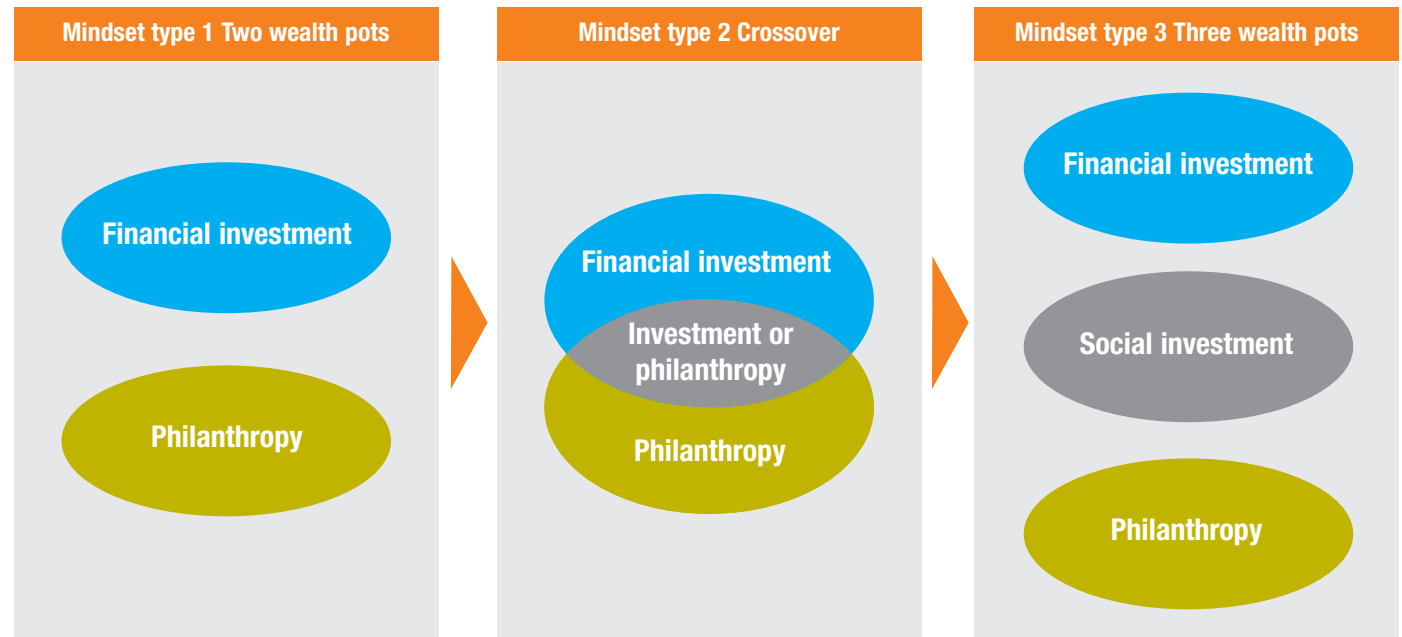 Mindset type 1 Two wealth pots
Financial investment
Philanthropy
Mindset type 2 Crossover
Financial investment
Investment or
philanthropy
Philanthropy
Mindset type 3 Three wealth pots
Financial investment
Social investment
Philanthropy